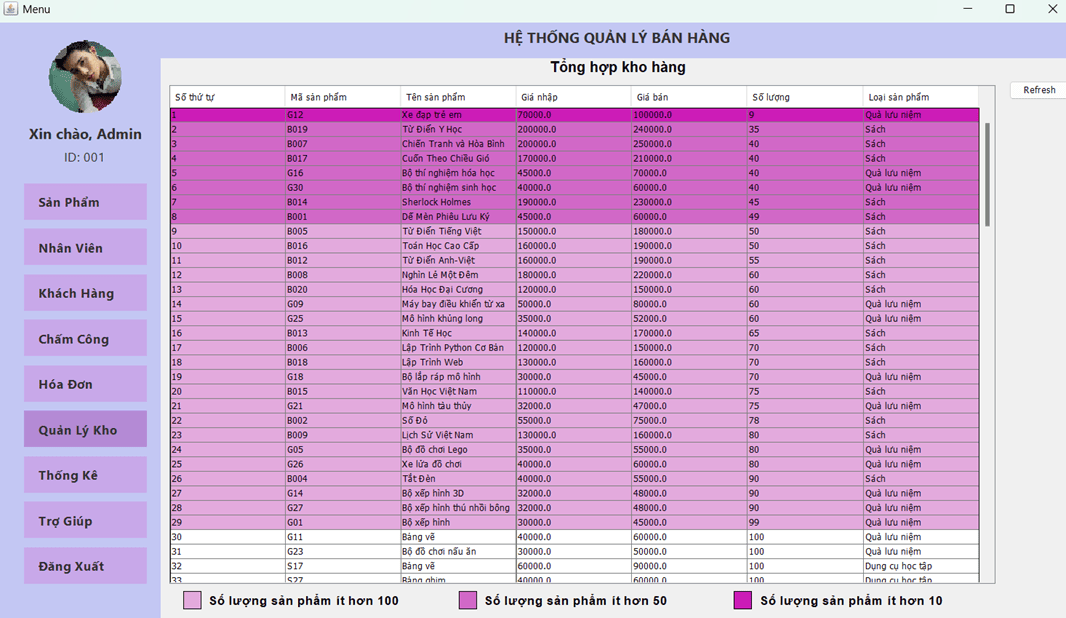 Menu
HỆ THỐNG QUẢN LÝ BÁN HÀNG
Tổng hợp kho hàng
Xin chào, Admin
ID: 001
Sản Phẩm
Nhân Viên
Khách Hàng
Chấm Công
Hóa Đơn
Quản Lý Kho
Thống Kê
Trợ Giúp
Đăng Xuất
Refresh
Số thứ tự Mã sản phẩm Tên sản phẩm Giá nhập Giá bán Số lượng Loại sản phẩm
1 G12 Xe đạp trẻ em 70000.0 100000.0 9 Quà lưu niệm
2 B019 Từ Điển Y Học 200000.0 240000.0 35 Sách
3 B007 Chiến Tranh và Hòa Bình 200000.0 250000.0 40 Sách
4 B017 Cuốn Theo Chiều Gió 170000.0 210000.0 40 Sách
5 G16 Bộ thí nghiệm hóa học 45000.0 70000.0 40 Quà lưu niệm
6 G30 Bộ thí nghiệm sinh học 40000.0 60000.0 40 Quà lưu niệm
7 B014 Sherlock Holmes 190000.0 230000.0 45 Sách
8 B001 Dế Mèn Phiêu Lưu Ký 45000.0 60000.0 49 Sách
9 B005 Từ Điển Tiếng Việt 150000.0 180000.0 50 Sách
10 B016 Toán Học Cao Cấp 160000.0 190000.0 50 Sách
11 B012 Từ Điển Anh-Việt 160000.0 190000.0 55 Sách
12 B008 Nghìn Lẻ Một Đêm 180000.0 220000.0 60 Sách
13 B020 Hóa Học Đại Cương 120000.0 150000.0 60 Sách
14 G09 Máy bay điều khiển từ xa 50000.0 80000.0 60 Quà lưu niệm
15 G25 Mô hình khủng long 35000.0 52000.0 60 Quà lưu niệm
16 B013 Kinh Tế Học 140000.0 170000.0 65 Sách
17 B006 Lập Trình Python Cơ Bản 120000.0 150000.0 70 Sách
18 B018 Lập Trình Web 130000.0 160000.0 70 Sách
19 G18 Bộ lắp ráp mô hình 30000.0 45000.0 70 Quà lưu niệm
20 B015 Văn Học Việt Nam 110000.0 140000.0 75 Sách
21 G21 Mô hình tàu thủy 32000.0 47000.0 75 Quà lưu niệm
22 B002 Số Đỏ 55000.0 75000.0 78 Sách
23 B009 Lịch Sử Việt Nam 130000.0 160000.0 80 Sách
24 G05 Bộ đồ chơi Lego 35000.0 55000.0 80 Quà lưu niệm
25 G26 Xe lửa đồ chơi 40000.0 60000.0 80 Quà lưu niệm
26 B004 Tắt Đèn 40000.0 55000.0 90 Sách
27 G14 Bộ xếp hình 3D 32000.0 48000.0 90 Quà lưu niệm
28 G27 Bộ xếp hình thú nhồi bông 32000.0 48000.0 90 Quà lưu niệm
29 G01 Bộ xếp hình 30000.0 45000.0 99 Quà lưu niệm
30 G11 Bảng vẽ 40000.0 60000.0 100 Quà lưu niệm
31 G23 Bộ đồ chơi nấu ăn 30000.0 50000.0 100 Quà lưu niệm
32 S17 Bảng vẽ 60000.0 90000.0 100 Dụng cụ học tập
33 S27 Bảng ghim 40000.0 60000.0 100 Dụng cụ học tập
Số lượng sản phẩm ít hơn 100
Số lượng sản phẩm ít hơn 50
Số lượng sản phẩm ít hơn 10